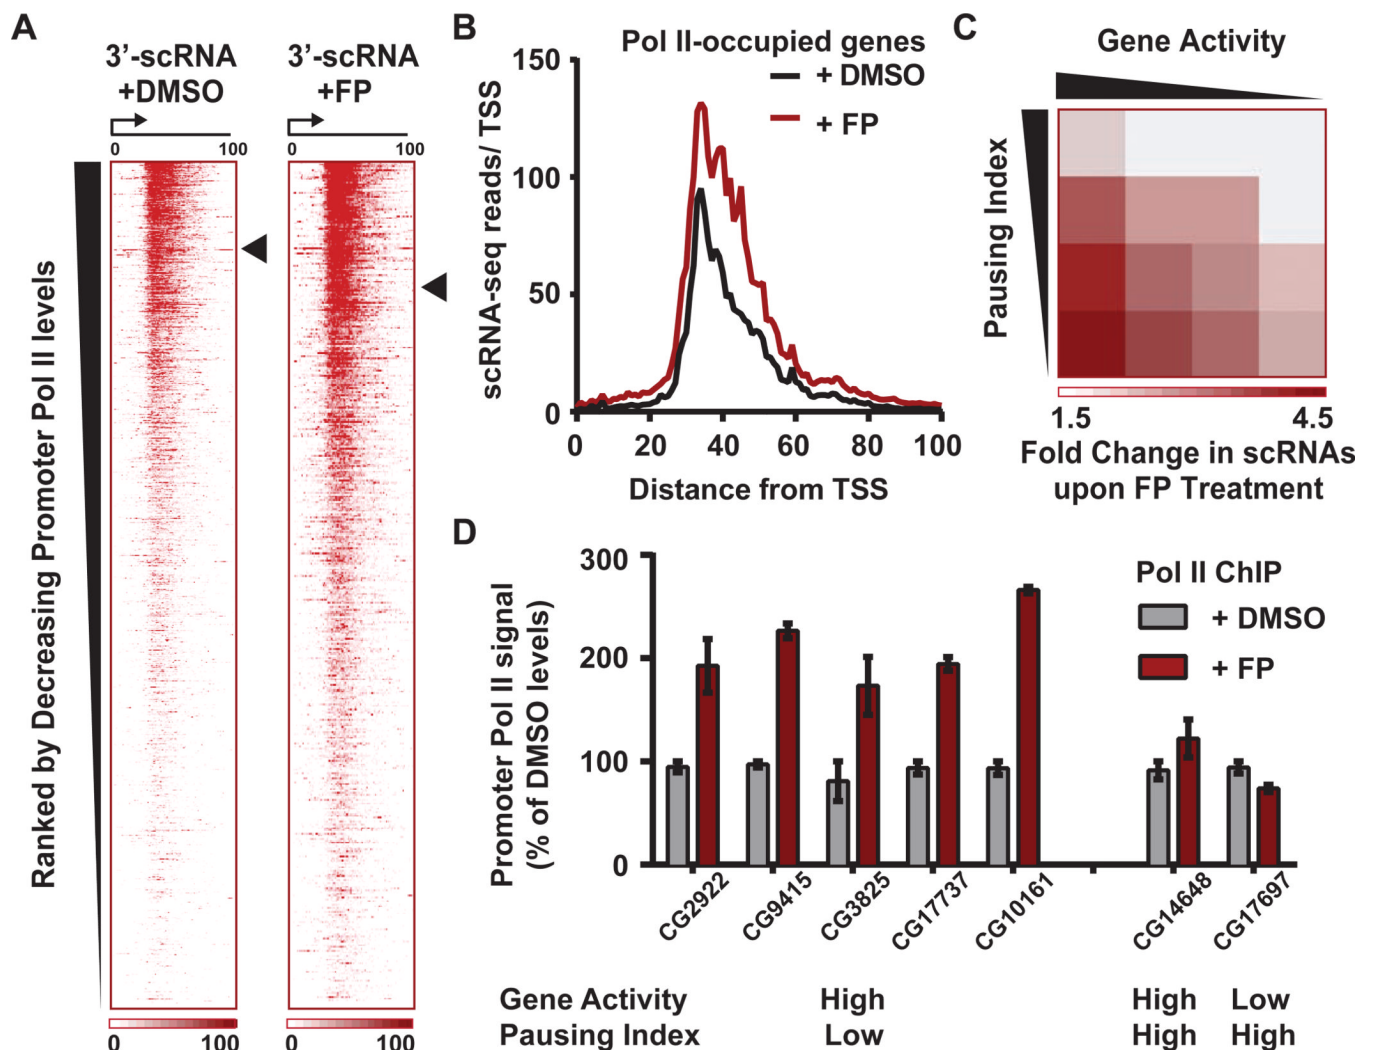 A
3'-scRNA
+DMSO
3'-scRNA
+FP
0
100
0
100
Ranked by Decreasing Promoter Pol II levels
0
100
0
100
B
Pol II-occupied genes
+ DMSO
+ FP
scRNA-seq reads/ TSS
150
100
50
0
0
20
40
60
80
100
Distance from TSS
C
Gene Activity
Pausing Index
1.5
4.5
Fold Change in scRNAs
upon FP Treatment
D
Pol II ChIP
+ DMSO
+ FP
Promoter Pol II signal
(% of DMSO levels)
300
200
100
0
CG2922
CG9415
CG3825
CG17737
CG10161
CG14648
CG17697
Gene Activity
High
High
Low
Pausing Index
Low
High
High